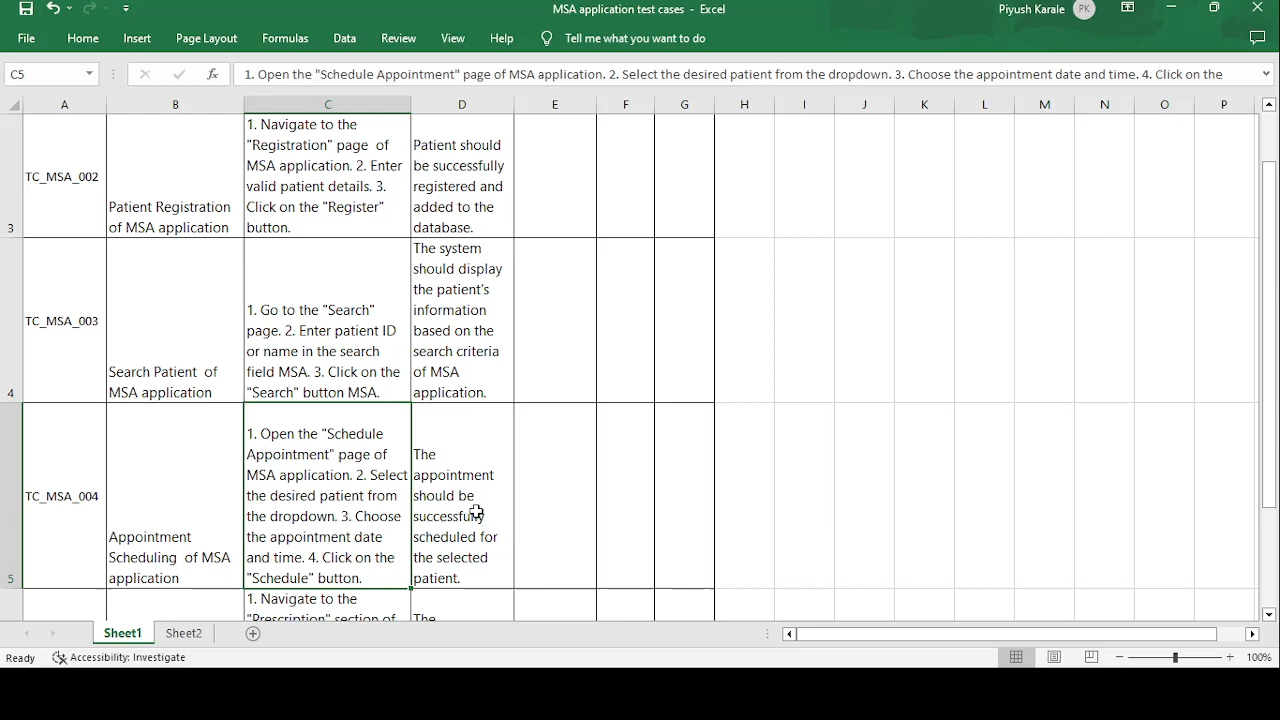 MSA application test cases - Excel
Piyush Karale PK
File Home Insert Page Layout Formulas Data Review View Help Tell me what you want to do
C5 fx 1. Open the "Schedule Appointment" page of MSA application. 2. Select the desired patient from the dropdown. 3. Choose the appointment date and time. 4. Click on the
A B C D E F G H I J K L M N O P
3
TC_MSA_002
Patient Registration
of MSA application
1. Navigate to the
"Registration" page of
MSA application. 2. Enter
valid patient details. 3.
Click on the "Register"
button.
Patient should
be successfully
registered and
added to the
database.
4
TC_MSA_003
Search Patient of
MSA application
1. Go to the "Search"
page. 2. Enter patient ID
or name in the search
field MSA. 3. Click on the
"Search" button MSA.
The system
should display
the patient's
information
based on the
search criteria
of MSA
application.
5
TC_MSA_004
Appointment
Scheduling of MSA
application
1. Open the "Schedule
Appointment" page of
MSA application. 2. Select
the desired patient from
the dropdown. 3. Choose
the appointment date
and time. 4. Click on the
"Schedule" button.
The
appointment
should be
successfully
scheduled for
the selected
patient.
1. Navigate to the
"Prescription" section of
The
Sheet1 Sheet2
Ready Accessibility: Investigate
100%